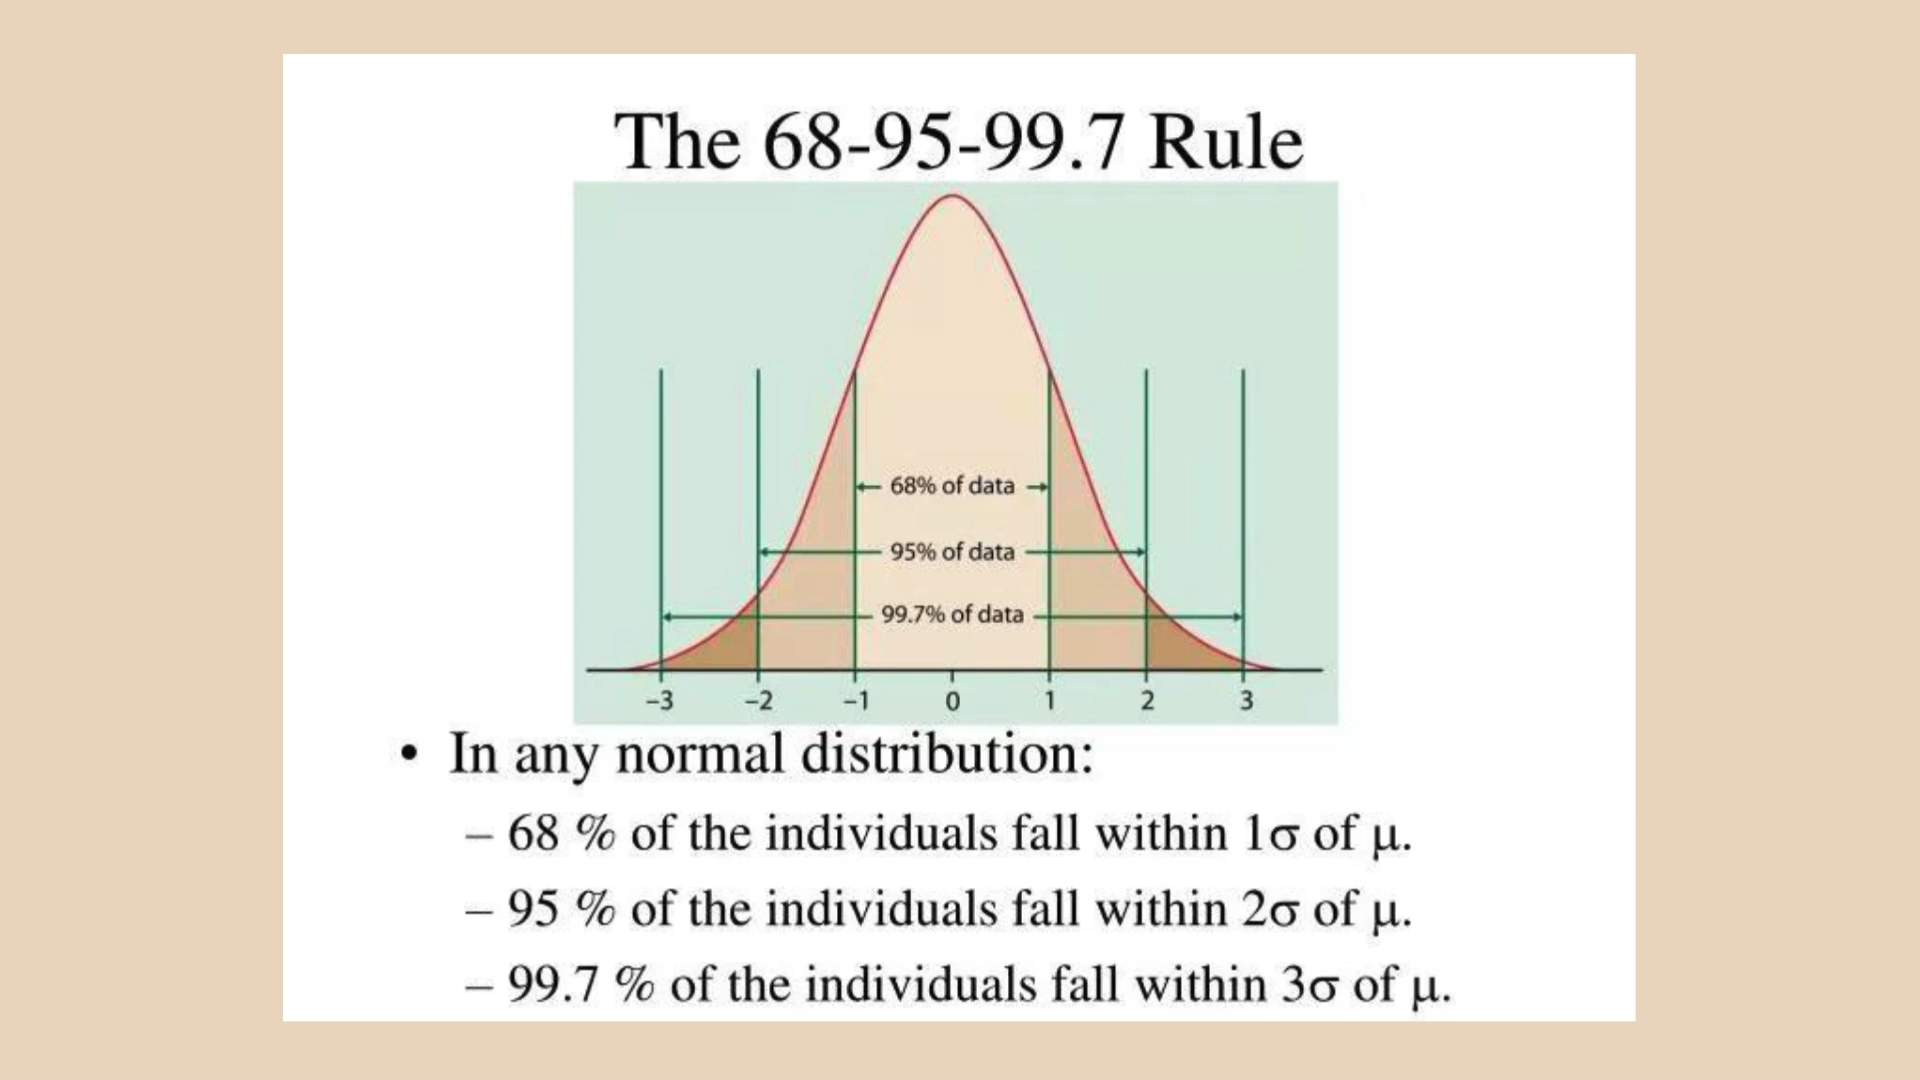 The 68-95-99.7 Rule
68% of data
95% of data
99.7% of data
–3 –2 –1 0 1 2 3
• In any normal distribution:
– 68 % of the individuals fall within 1σ of μ.
– 95 % of the individuals fall within 2σ of μ.
– 99.7 % of the individuals fall within 3σ of μ.